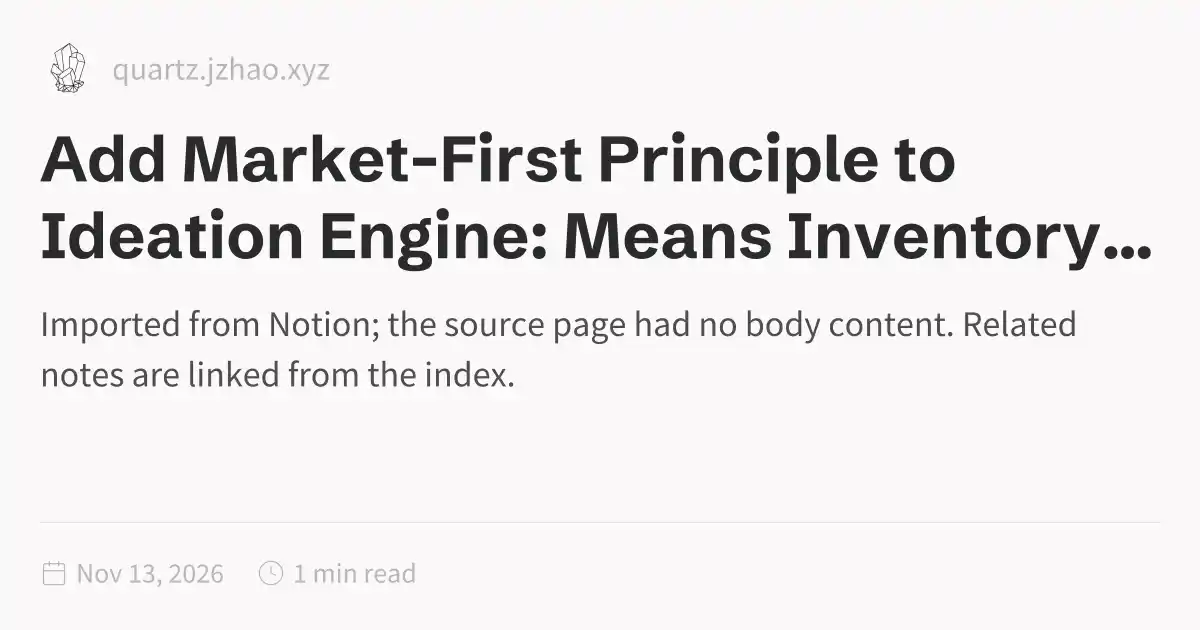 quartz.jzhao.xyz
Add Market-First Principle to
Ideation Engine: Means Inventory...
Imported from Notion; the source page had no body content. Related
notes are linked from the index.
Nov 13, 2026 1 min read